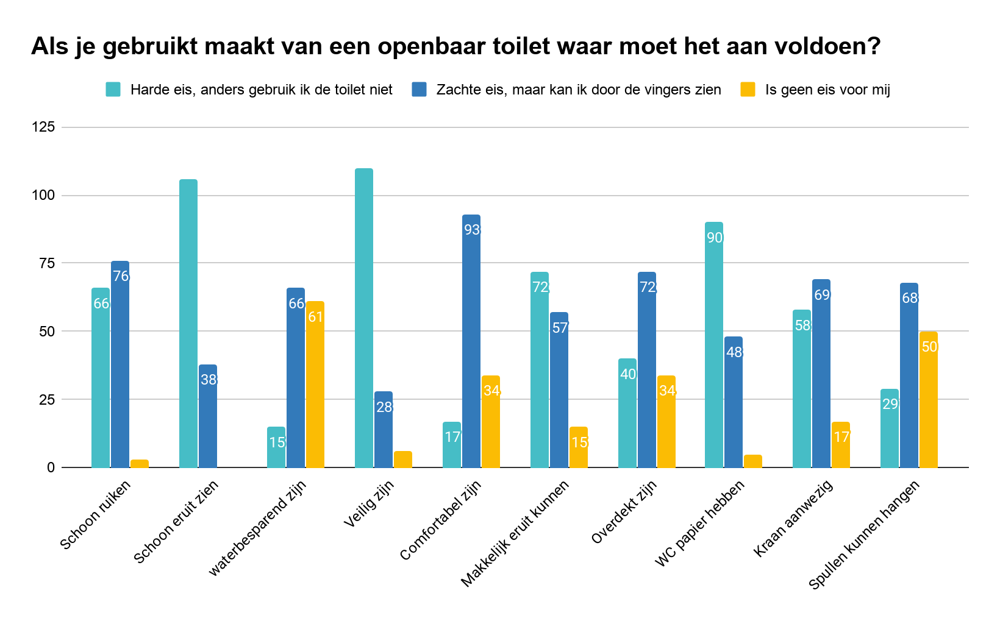 Als je gebruikt maakt van een openbaar toilet waar moet het aan voldoen?
Harde eis, anders gebruik ik de toilet niet
Zachte eis, maar kan ik door de vingers zien
Is geen eis voor mij
125
100
75
50
25
0
66
76
38
15
66
61
28
17
93
34
72
57
15
40
72
34
90
48
58
69
17
29
68
50
Schoon ruiken
Schoon eruit zien
waterbesparend zijn
Veilig zijn
Comfortabel zijn
Makkelijk eruit kunnen
Overdekt zijn
WC papier hebben
Kraan aanwezig
Spullen kunnen hangen